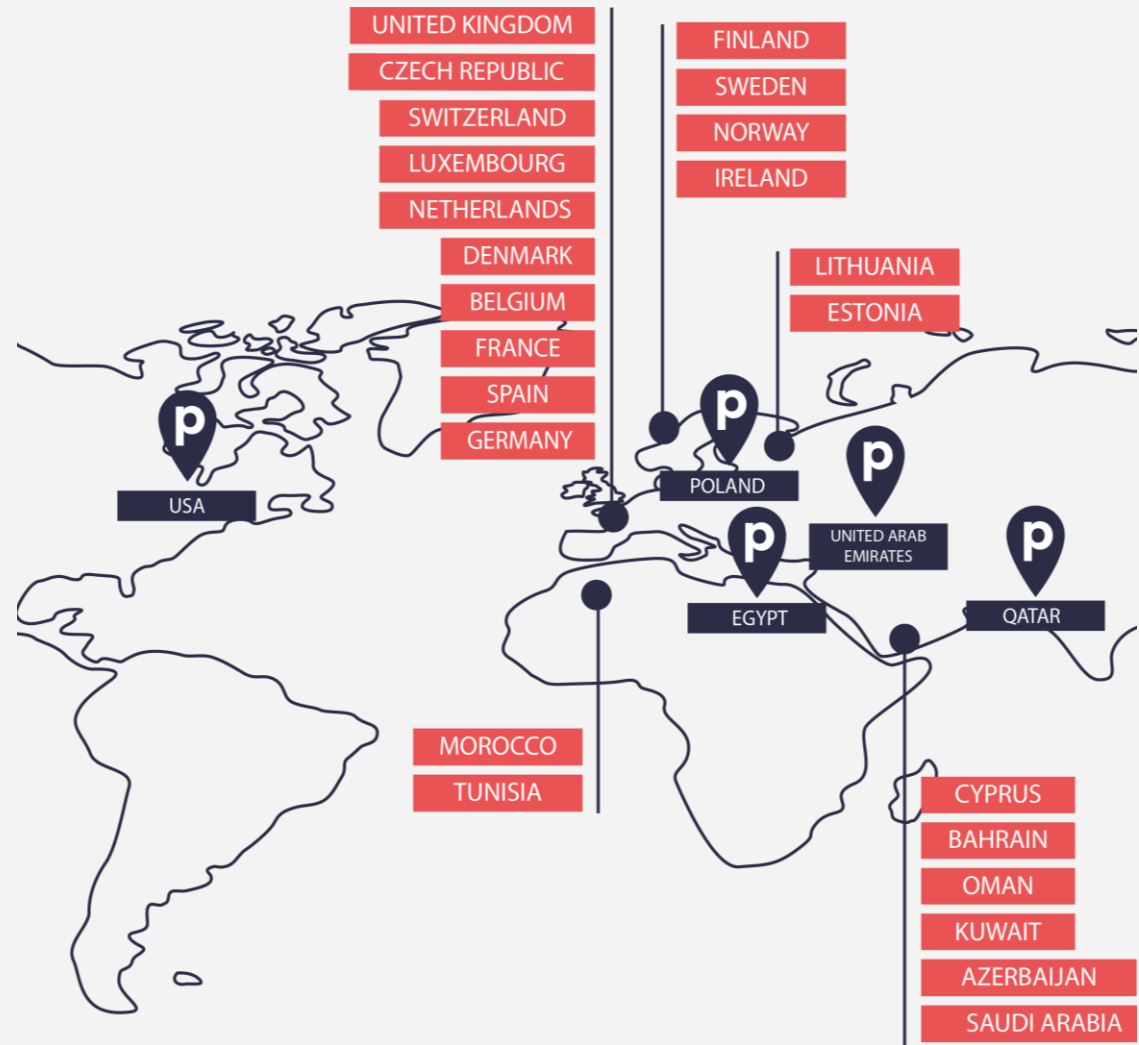 UNITED KINGDOM
CZECH REPUBLIC
SWITZERLAND
LUXEMBOURG
NETHERLANDS
DENMARK
BELGIUM
FRANCE
SPAIN
GERMANY
FINLAND
SWEDEN
NORWAY
IRELAND
LITHUANIA
ESTONIA
p
USA
p
POLAND
p
UNITED ARAB
EMIRATES
p
EGYPT
p
QATAR
MOROCCO
TUNISIA
CYPRUS
BAHRAIN
OMAN
KUWAIT
AZERBAIJAN
SAUDI ARABIA